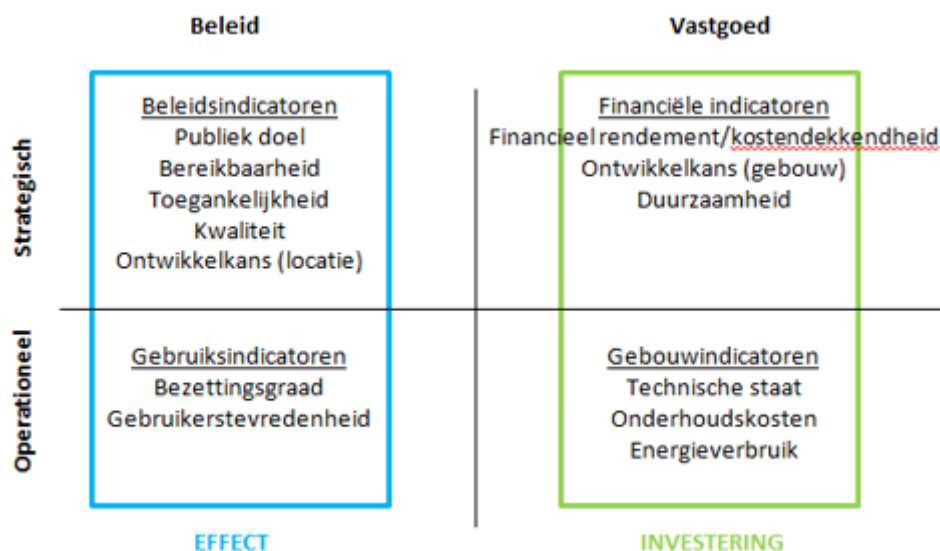 Beleid
Vastgoed
Strategisch
Beleidsindicatoren
Publiek doel
Bereikbaarheid
Toegankelijkheid
Kwaliteit
Ontwikkelkans (locatie)
Financiële indicatoren
Financieel rendement/kostendekkendheid
Ontwikkelkans (gebouw)
Duurzaamheid
Operationeel
Gebruiksindicatoren
Bezettingsgraad
Gebruikerstevredenheid
Gebouwindicatoren
Technische staat
Onderhoudskosten
Energieverbruik
EFFECT
INVESTERING